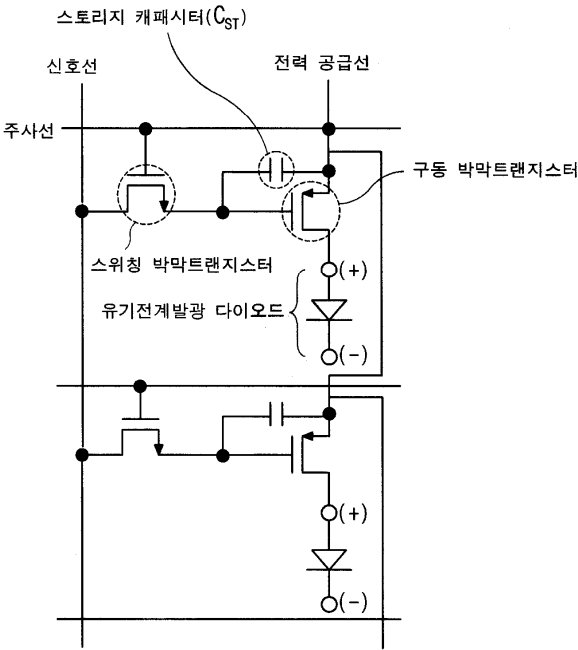 스토리지 캐패시터(CST)
신호선
전력 공급선
주사선
구동 박막트랜지스터
스위칭 박막트랜지스터
(+)
유기전계발광 다이오드
(-)
(+)
(-)